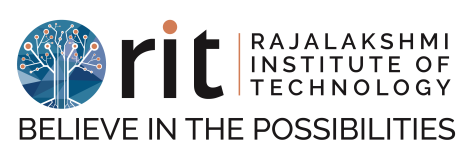 rit
RAJALAKSHMI
INSTITUTE OF
TECHNOLOGY
BELIEVE IN THE POSSIBILITIES